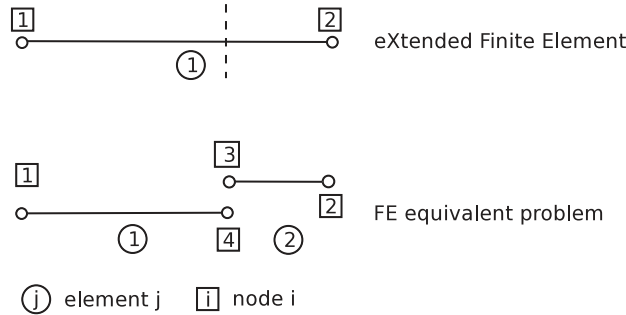 1 2
eXtended Finite Element
1
3
1
2
FE equivalent problem
1 4 2
j element j i node i